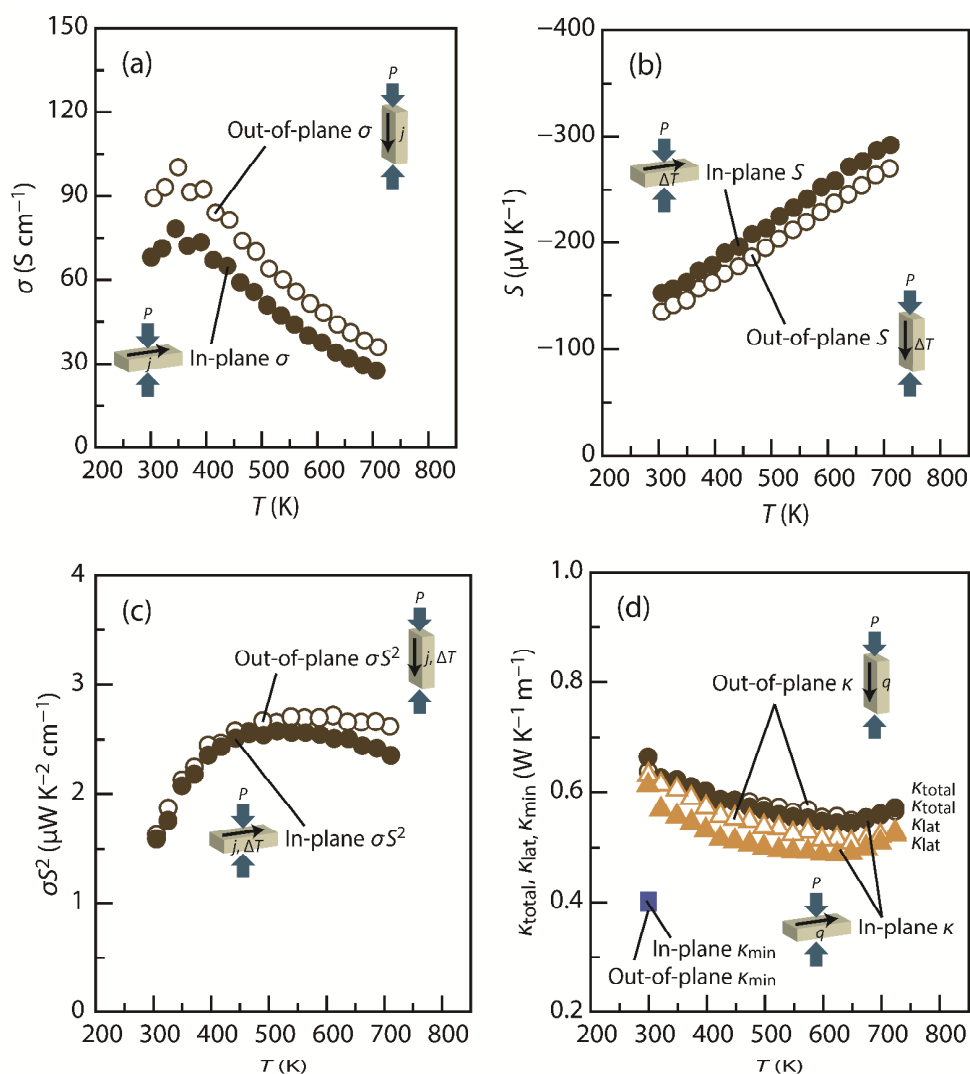 (a)
σ (S cm−1)
150
120
90
60
30
0
200 300 400 500 600 700 800
T (K)
Out-of-plane σ
In-plane σ
P
j
P
j
(b)
S (μV K−1)
−400
−300
−200
−100
0
200 300 400 500 600 700 800
T (K)
In-plane S
Out-of-plane S
P
ΔT
P
ΔT
(c)
σS2 (μW K−2 cm−1)
4
3
2
1
0
200 300 400 500 600 700 800
T (K)
Out-of-plane σS2
In-plane σS2
P
j, ΔT
P
j, ΔT
(d)
κtotal, κlat, κmin (W K−1 m−1)
1.0
0.8
0.6
0.4
0.2
200 300 400 500 600 700 800
T (K)
Out-of-plane κ
κtotal
κtotal
κlat
κlat
In-plane κ
In-plane κmin
Out-of-plane κmin
P
q
P
q